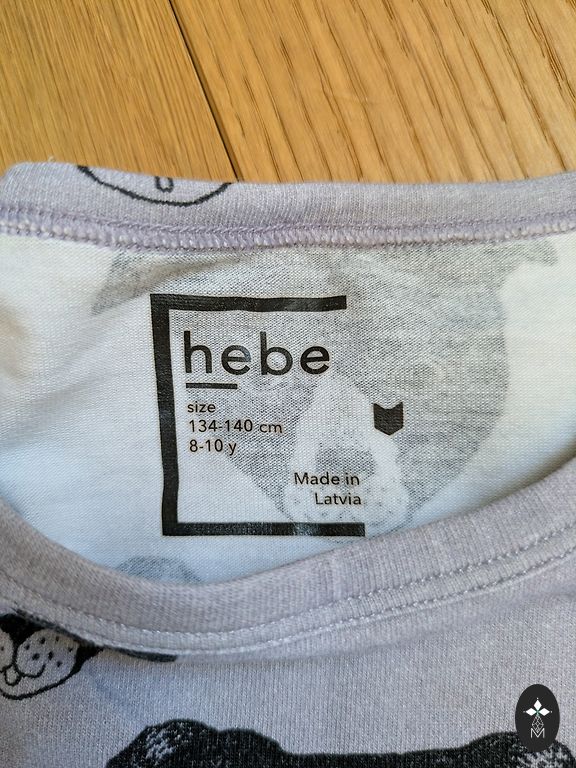 hebe
size
134-140 cm
8-10 y
Made in
Latvia
M